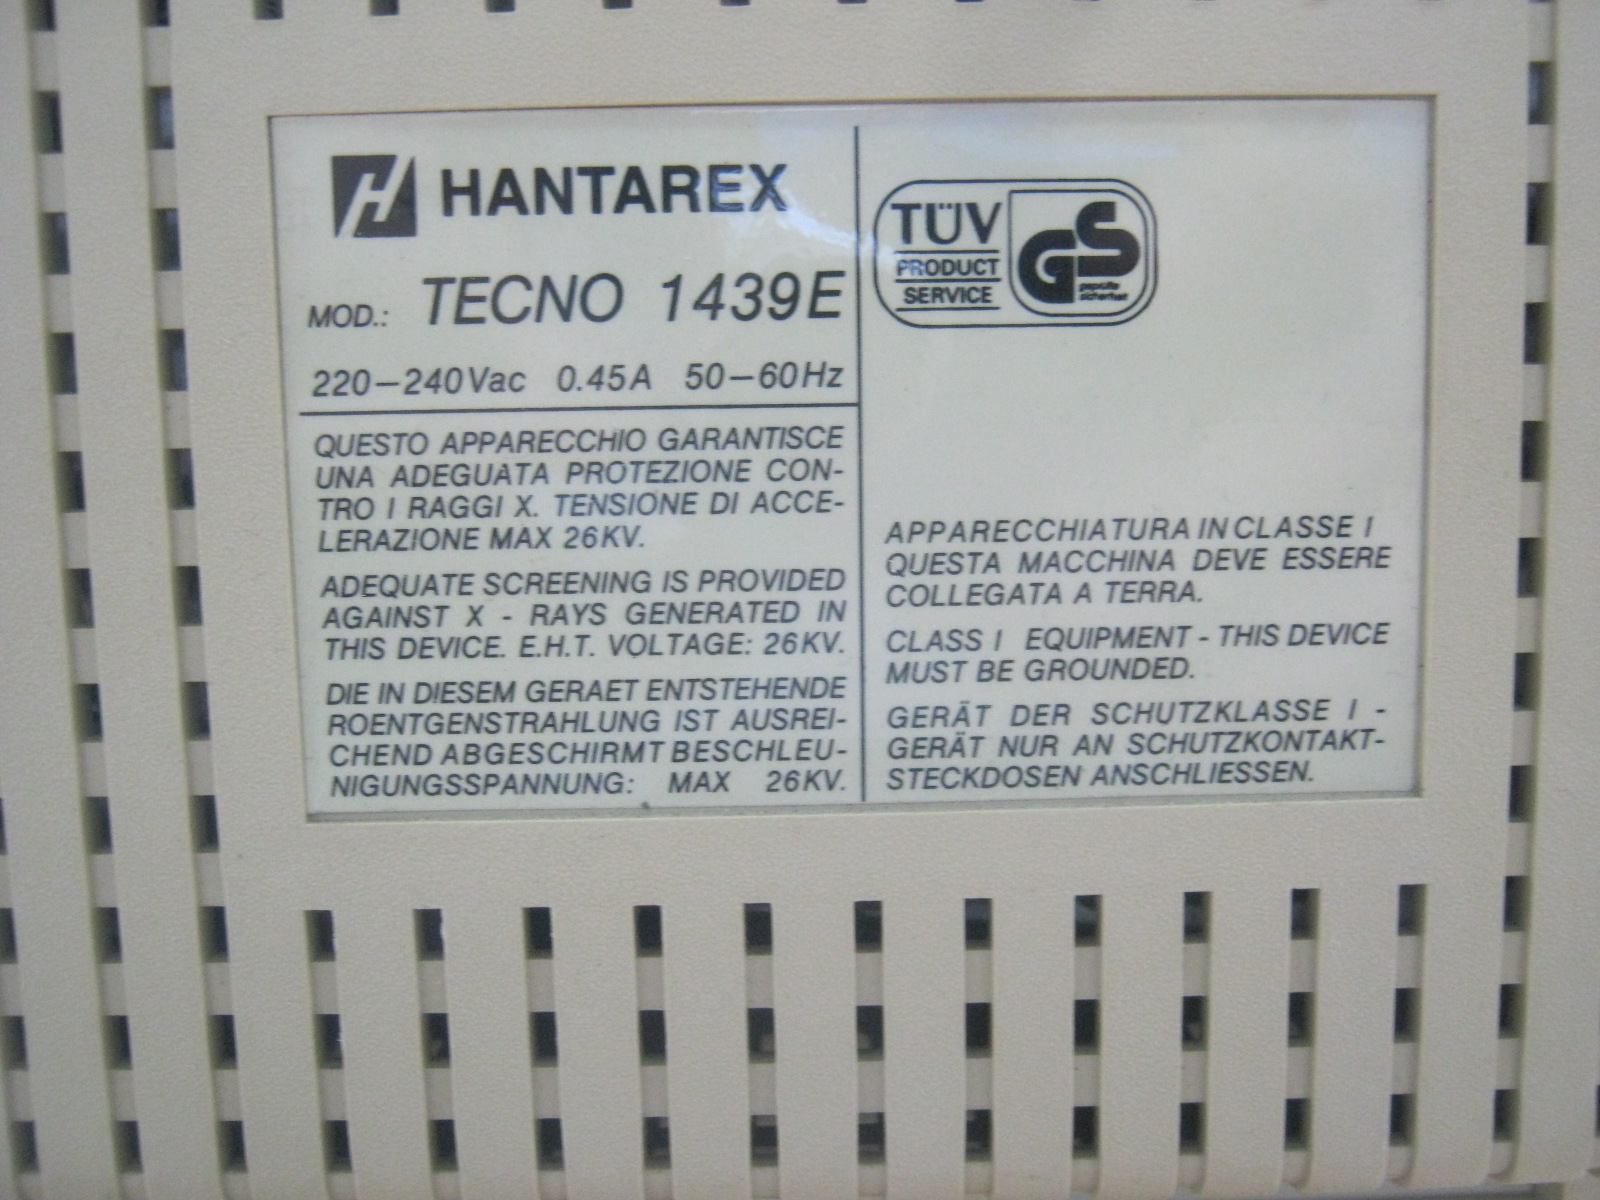 HANTAREX
MOD.: TECNO 1439E
220-240Vac 0.45A 50-60Hz
QUESTO APPARECCHIO GARANTISCE
UNA ADEGUATA PROTEZIONE CON-
TRO I RAGGI X. TENSIONE DI ACCE-
LERAZIONE MAX 26KV.
ADEQUATE SCREENING IS PROVIDED
AGAINST X - RAYS GENERATED IN
THIS DEVICE. E.H.T. VOLTAGE: 26KV.
DIE IN DIESEM GERAET ENTSTEHENDE
ROENTGENSTRAHLUNG IST AUSREI-
CHEND ABGESCHIRMT BESCHLEU-
NIGUNGSSPANNUNG: MAX 26KV.
TÜV
PRODUCT
SERVICE
GS
geprüfte
sicherheit
APPARECCHIATURA IN CLASSE I
QUESTA MACCHINA DEVE ESSERE
COLLEGATA A TERRA.
CLASS I EQUIPMENT - THIS DEVICE
MUST BE GROUNDED.
GERÄT DER SCHUTZKLASSE I -
GERÄT NUR AN SCHUTZKONTAKT-
STECKDOSEN ANSCHLIESSEN.